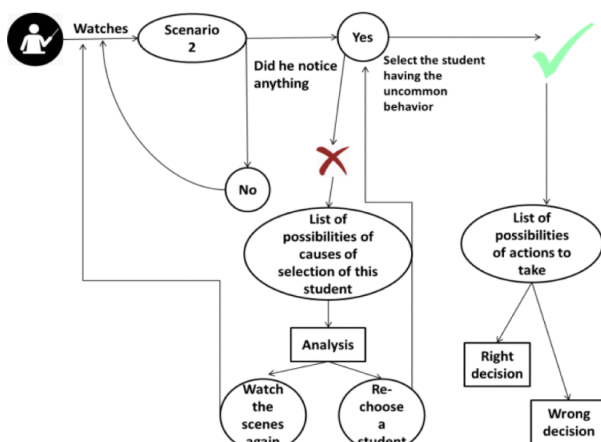 Watches
Scenario
2
Yes
Did he notice
anything
Select the student
having the
uncommon
behavior
No
List of
possibilities of
causes of
selection of this
student
List of
possibilities
of actions to
take
Analysis
Right
decision
Watch
the
scenes
again
Re-
choose
a
student
Wrong
decision